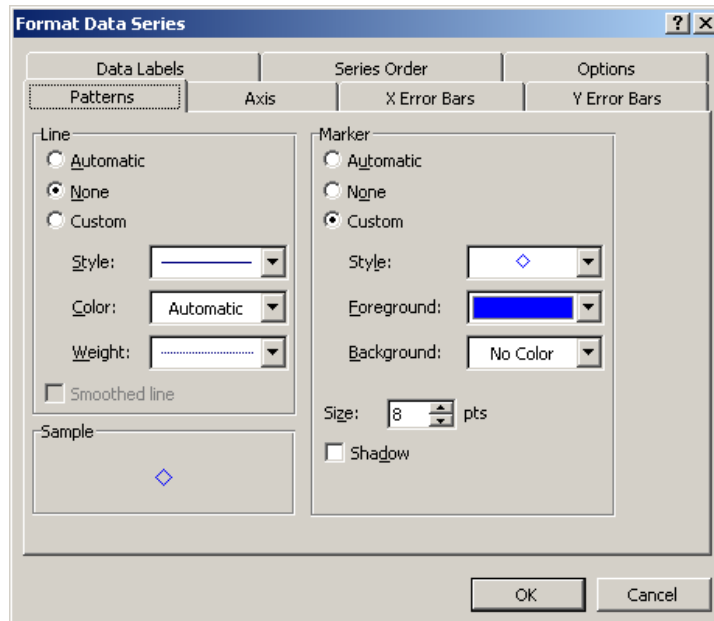 Format Data Series
Data Labels Series Order Options
Patterns Axis X Error Bars Y Error Bars
Line
Automatic
None
Custom
Style:
Color: Automatic
Weight:
Smoothed line
Sample
Marker
Automatic
None
Custom
Style:
Foreground:
Background: No Color
Size: 8 pts
Shadow
OK Cancel